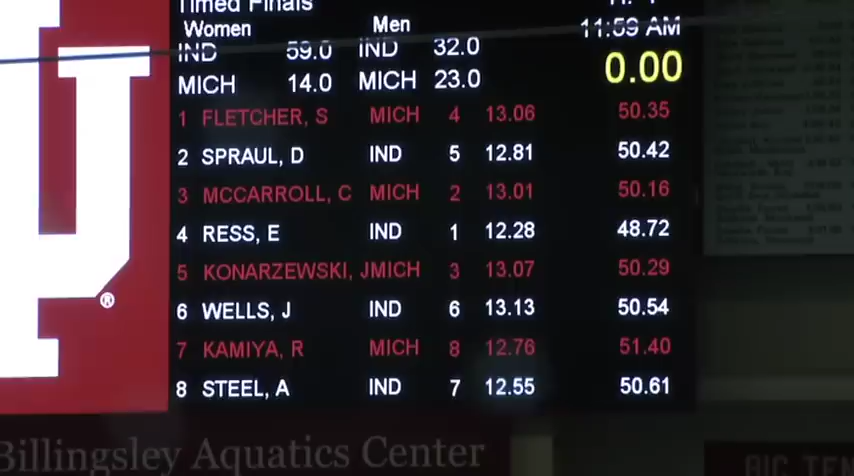 Timed Finals
Women Men 11:59 AM
IND 59.0 IND 32.0
MICH 14.0 MICH 23.0 0.00
1 FLETCHER, S MICH 4 13.06 50.35
2 SPRAUL, D IND 5 12.81 50.42
3 MCCARROLL, C MICH 2 13.01 50.16
4 RESS, E IND 1 12.28 48.72
5 KONARZEWSKI, JMICH 3 13.07 50.29
6 WELLS, J IND 6 13.13 50.54
7 KAMIYA, R MICH 8 12.76 51.40
8 STEEL, A IND 7 12.55 50.61
®
Billingsley Aquatics Center
BIG TEN